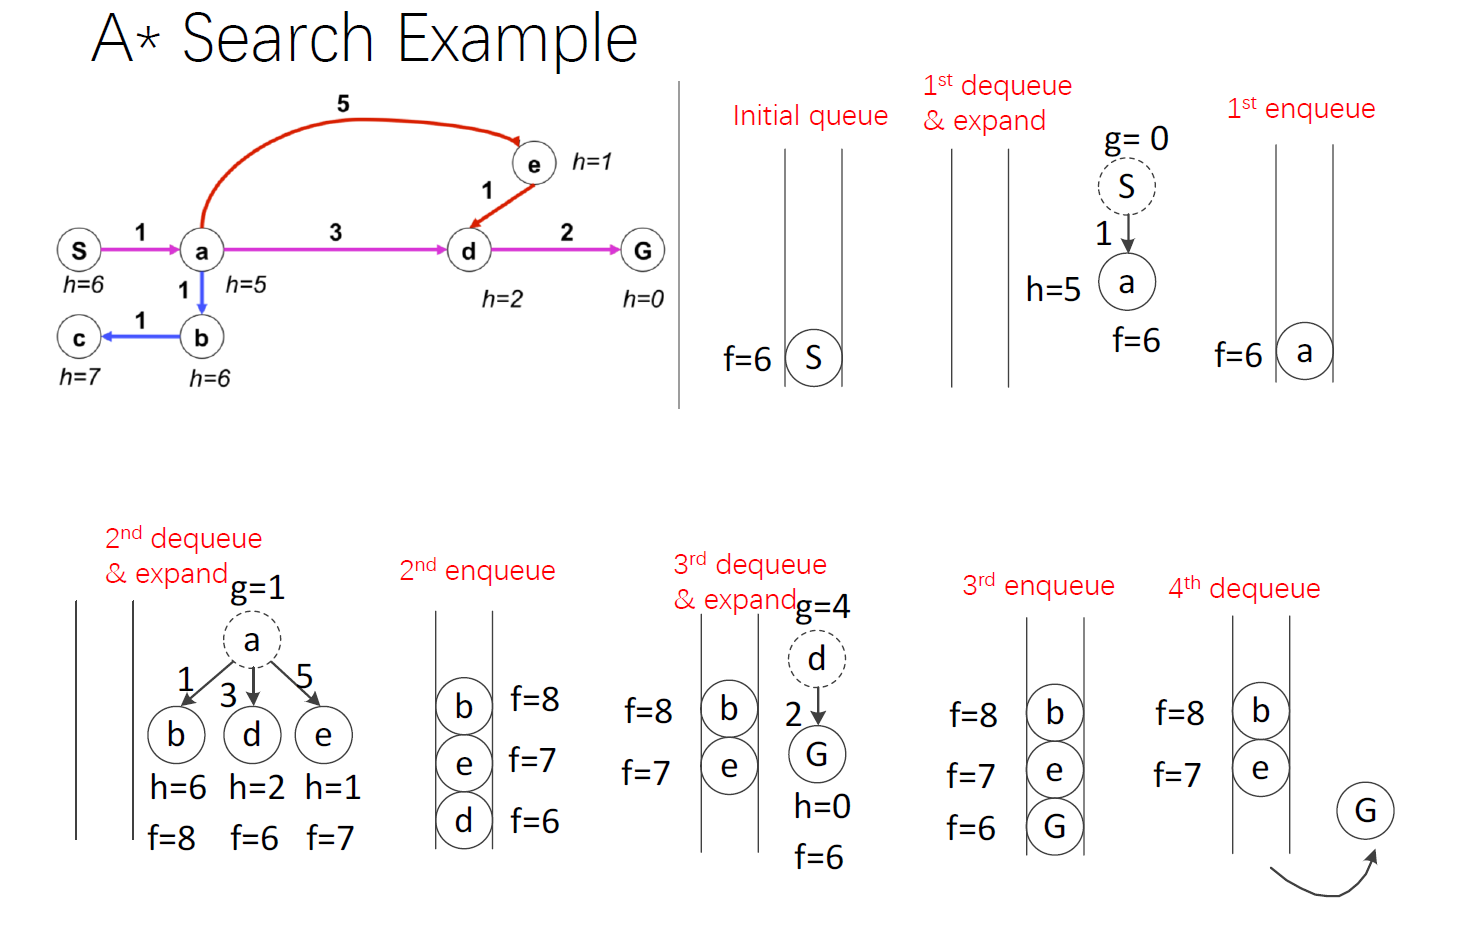 A* Search Example
5
e
h=1
1
S
1
a
3
d
2
G
h=6
1
h=5
h=2
h=0
c
1
b
h=7
h=6
Initial queue
f=6 S
1st dequeue
& expand
g= 0
S
1
h=5 a
f=6
1st enqueue
f=6 a
2nd dequeue
& expand
g=1
a
1 3 5
b d e
h=6 h=2 h=1
f=8 f=6 f=7
2nd enqueue
b f=8
e f=7
d f=6
3rd dequeue
& expand
g=4
d
f=8 b
2
f=7 e
G
h=0
f=6
3rd enqueue
f=8 b
f=7 e
f=6 G
4th dequeue
f=8 b
f=7 e
G